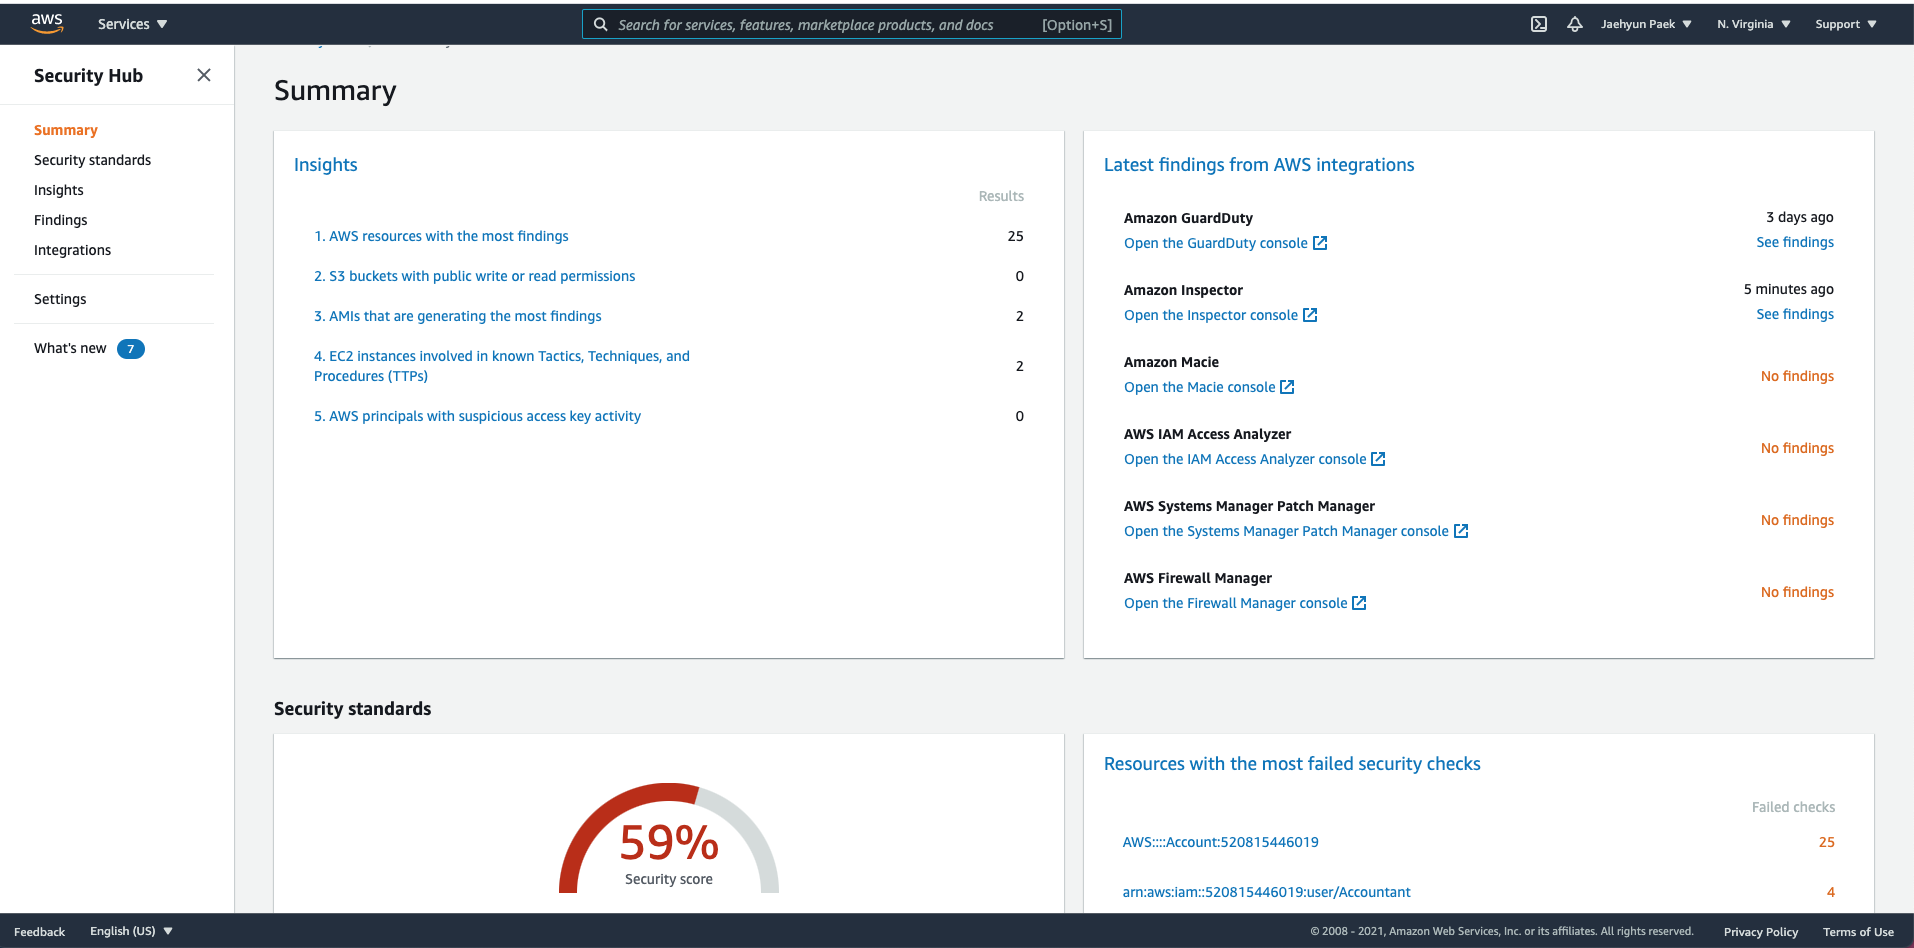 aws
Services
Search for services, features, marketplace products, and docs [Option+S]
Jaehyun Paek
N. Virginia
Support
Security Hub
Summary
Security standards
Insights
Findings
Integrations
Settings
What's new 7
Summary
Insights
Results
1. AWS resources with the most findings 25
2. S3 buckets with public write or read permissions 0
3. AMIs that are generating the most findings 2
4. EC2 instances involved in known Tactics, Techniques, and
Procedures (TTPs) 2
5. AWS principals with suspicious access key activity 0
Latest findings from AWS integrations
Amazon GuardDuty 3 days ago
Open the GuardDuty console See findings
Amazon Inspector 5 minutes ago
Open the Inspector console See findings
Amazon Macie
Open the Macie console No findings
AWS IAM Access Analyzer
Open the IAM Access Analyzer console No findings
AWS Systems Manager Patch Manager
Open the Systems Manager Patch Manager console No findings
AWS Firewall Manager
Open the Firewall Manager console No findings
Security standards
59%
Security score
Resources with the most failed security checks
Failed checks
AWS::::Account:520815446019 25
arn:aws:iam::520815446019:user/Accountant 4
Feedback
English (US)
© 2008 - 2021, Amazon Web Services, Inc. or its affiliates. All rights reserved.
Privacy Policy
Terms of Use